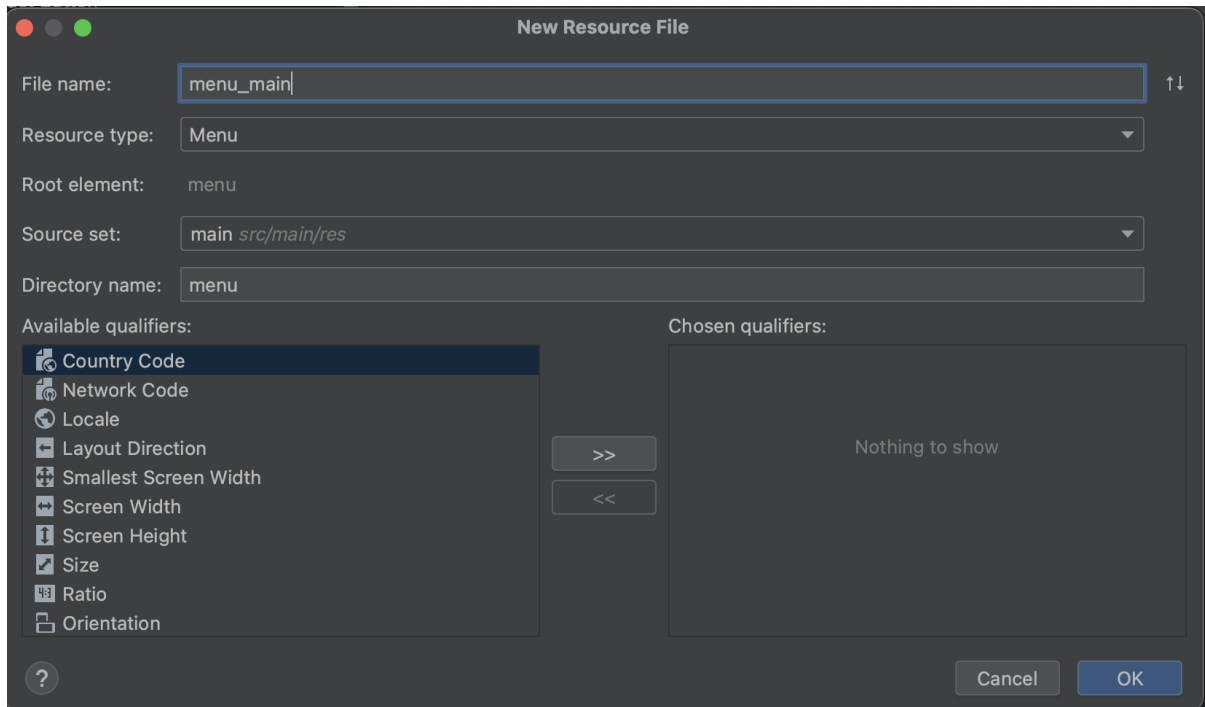 New Resource File
File name: menu_main
Resource type: Menu
Root element: menu
Source set: main src/main/res
Directory name: menu
Available qualifiers: Chosen qualifiers:
Country Code
Network Code
Locale
Layout Direction
Nothing to show
Smallest Screen Width
>>
Screen Width
<<
Screen Height
Size
4:3 Ratio
Orientation
? Cancel OK